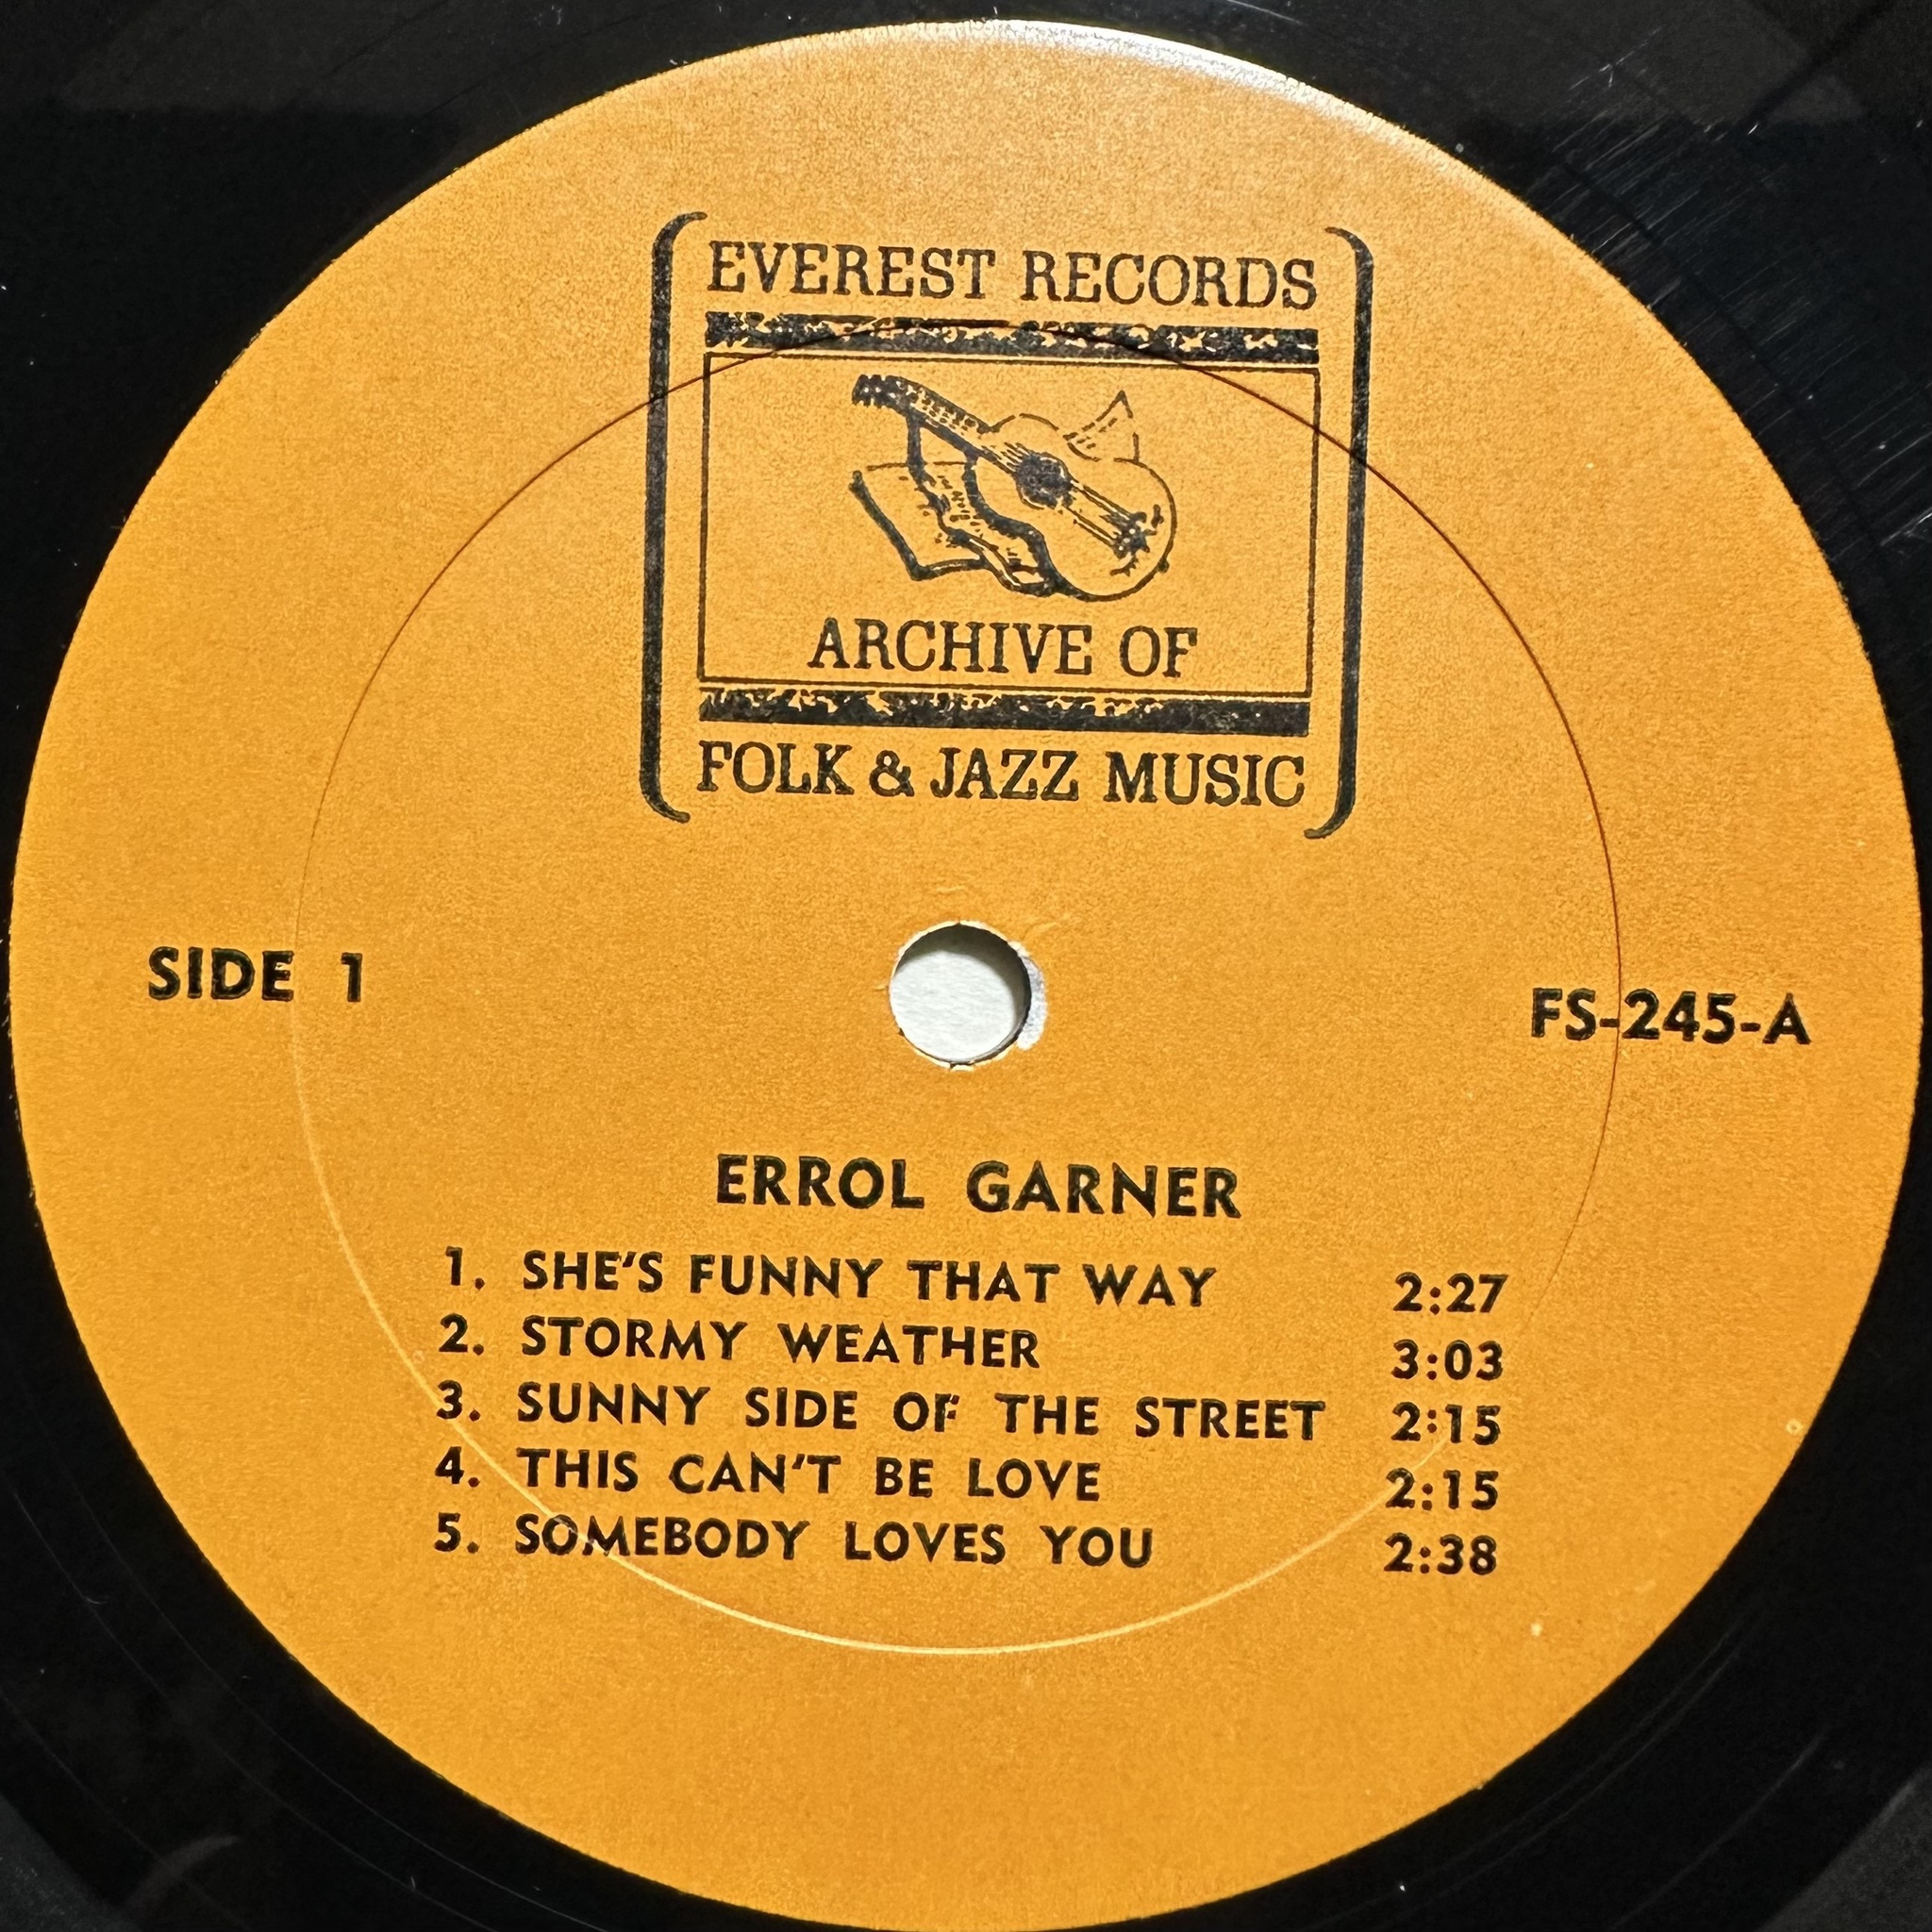 EVEREST RECORDS
ARCHIVE OF
FOLK & JAZZ MUSIC
SIDE 1
FS-245-A
ERROL GARNER
1. SHE'S FUNNY THAT WAY 2:27
2. STORMY WEATHER 3:03
3. SUNNY SIDE OF THE STREET 2:15
4. THIS CAN'T BE LOVE 2:15
5. SOMEBODY LOVES YOU 2:38